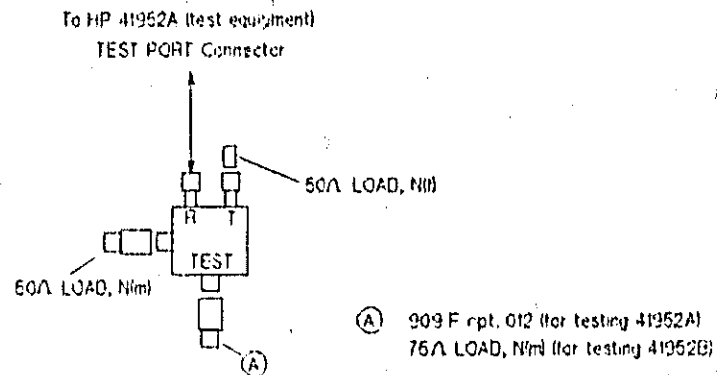 To HP 41952A (test equipment)
TEST PORT Connector
50Ω LOAD, N(f)
R T
TEST
50Ω LOAD, N(m)
A 909 F opt. 012 (for testing 41952A)
75Ω LOAD, N(m) (for testing 41952B)
A